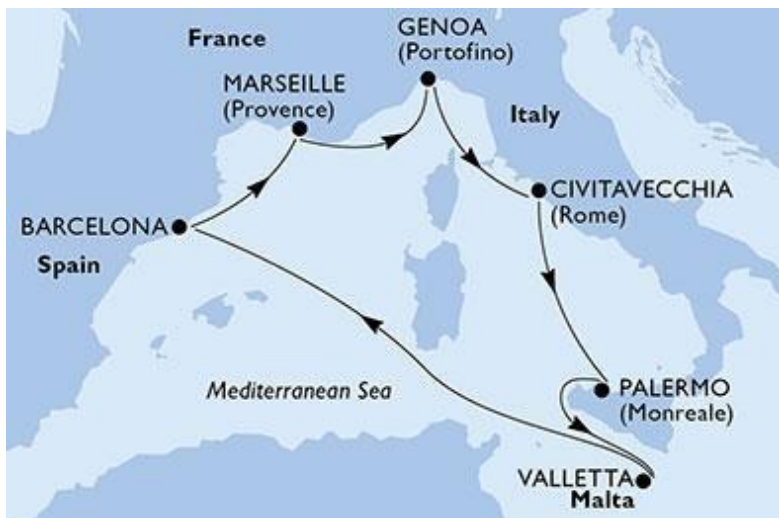 France
GENOA
(Portofino)
MARSEILLE
(Provence)
Italy
CIVITAVECCHIA
(Rome)
BARCELONA
Spain
Mediterranean Sea
PALERMO
(Monreale)
VALLETTA
Malta